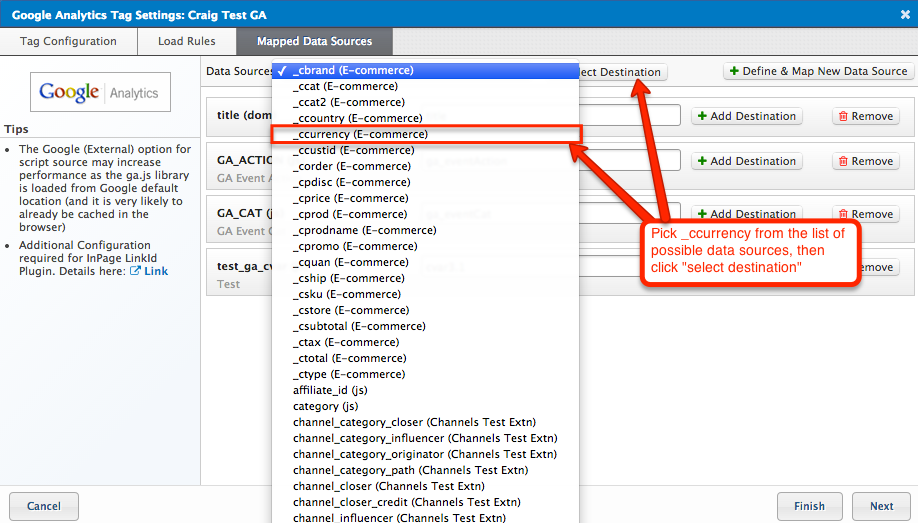 Google Analytics Tag Settings: Craig Test GA
Tag Configuration
Load Rules
Mapped Data Sources
Google Analytics
Tips
The Google (External) option for
script source may increase
performance as the ga.js library
is loaded from Google default
location (and it is very likely to
already be cached in the
browser)
Additional Configuration
required for InPage LinkId
Plugin. Details here: Link
Data Sources
✓ _cbrand (E-commerce)
_ccat (E-commerce)
_ccat2 (E-commerce)
_ccountry (E-commerce)
_ccurrency (E-commerce)
_ccustid (E-commerce)
_corder (E-commerce)
_cpdisc (E-commerce)
_cprice (E-commerce)
_cprod (E-commerce)
_cprodname (E-commerce)
_cpromo (E-commerce)
_cquan (E-commerce)
_cship (E-commerce)
_csku (E-commerce)
_cstore (E-commerce)
_csubtotal (E-commerce)
_ctax (E-commerce)
_ctotal (E-commerce)
_ctype (E-commerce)
affiliate_id (js)
category (js)
channel_category_closer (Channels Test Extn)
channel_category_influencer (Channels Test Extn)
channel_category_originator (Channels Test Extn)
channel_category_path (Channels Test Extn)
channel_closer (Channels Test Extn)
channel_closer_credit (Channels Test Extn)
channel_influencer (Channels Test Extn)
lect Destination
+ Define & Map New Data Source
title (dom
+ Add Destination
Remove
GA_ACTIO
GA Event A
+ Add Destination
Remove
GA_CAT (j
GA Event C
+ Add Destination
Remove
test_ga_cv
Test
emove
Pick _ccurrency from the list of
possible data sources, then
click "select destination"
Cancel
Finish
Next